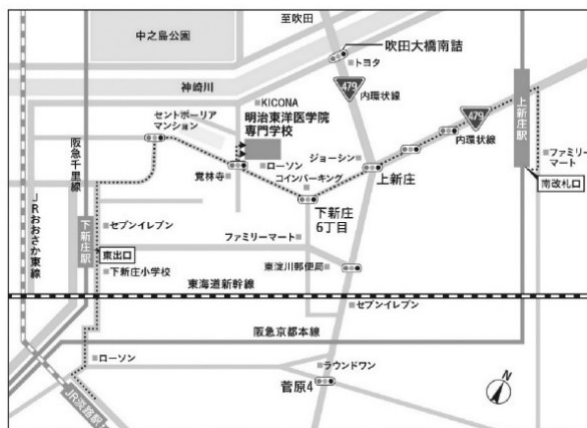 至吹田
中之島公園
吹田大橋南詰
トヨタ
479
内環状線
神崎川
KICONA
セントポーリア
マンション
明治東洋医学院
専門学校
479
内環状線
上新庄駅
阪急千里線
ローソン
ジョーシン
ファミリー
マート
覚林寺
コインパーキング
上新庄
南改札口
JRおおさか東線
下新庄
6丁目
セブンイレブン
下新庄駅
ファミリーマート
東出口
下新庄小学校
東淀川郵便局
東海道新幹線
セブンイレブン
阪急京都本線
ローソン
ラウンドワン
菅原4
N
JR淡路駅